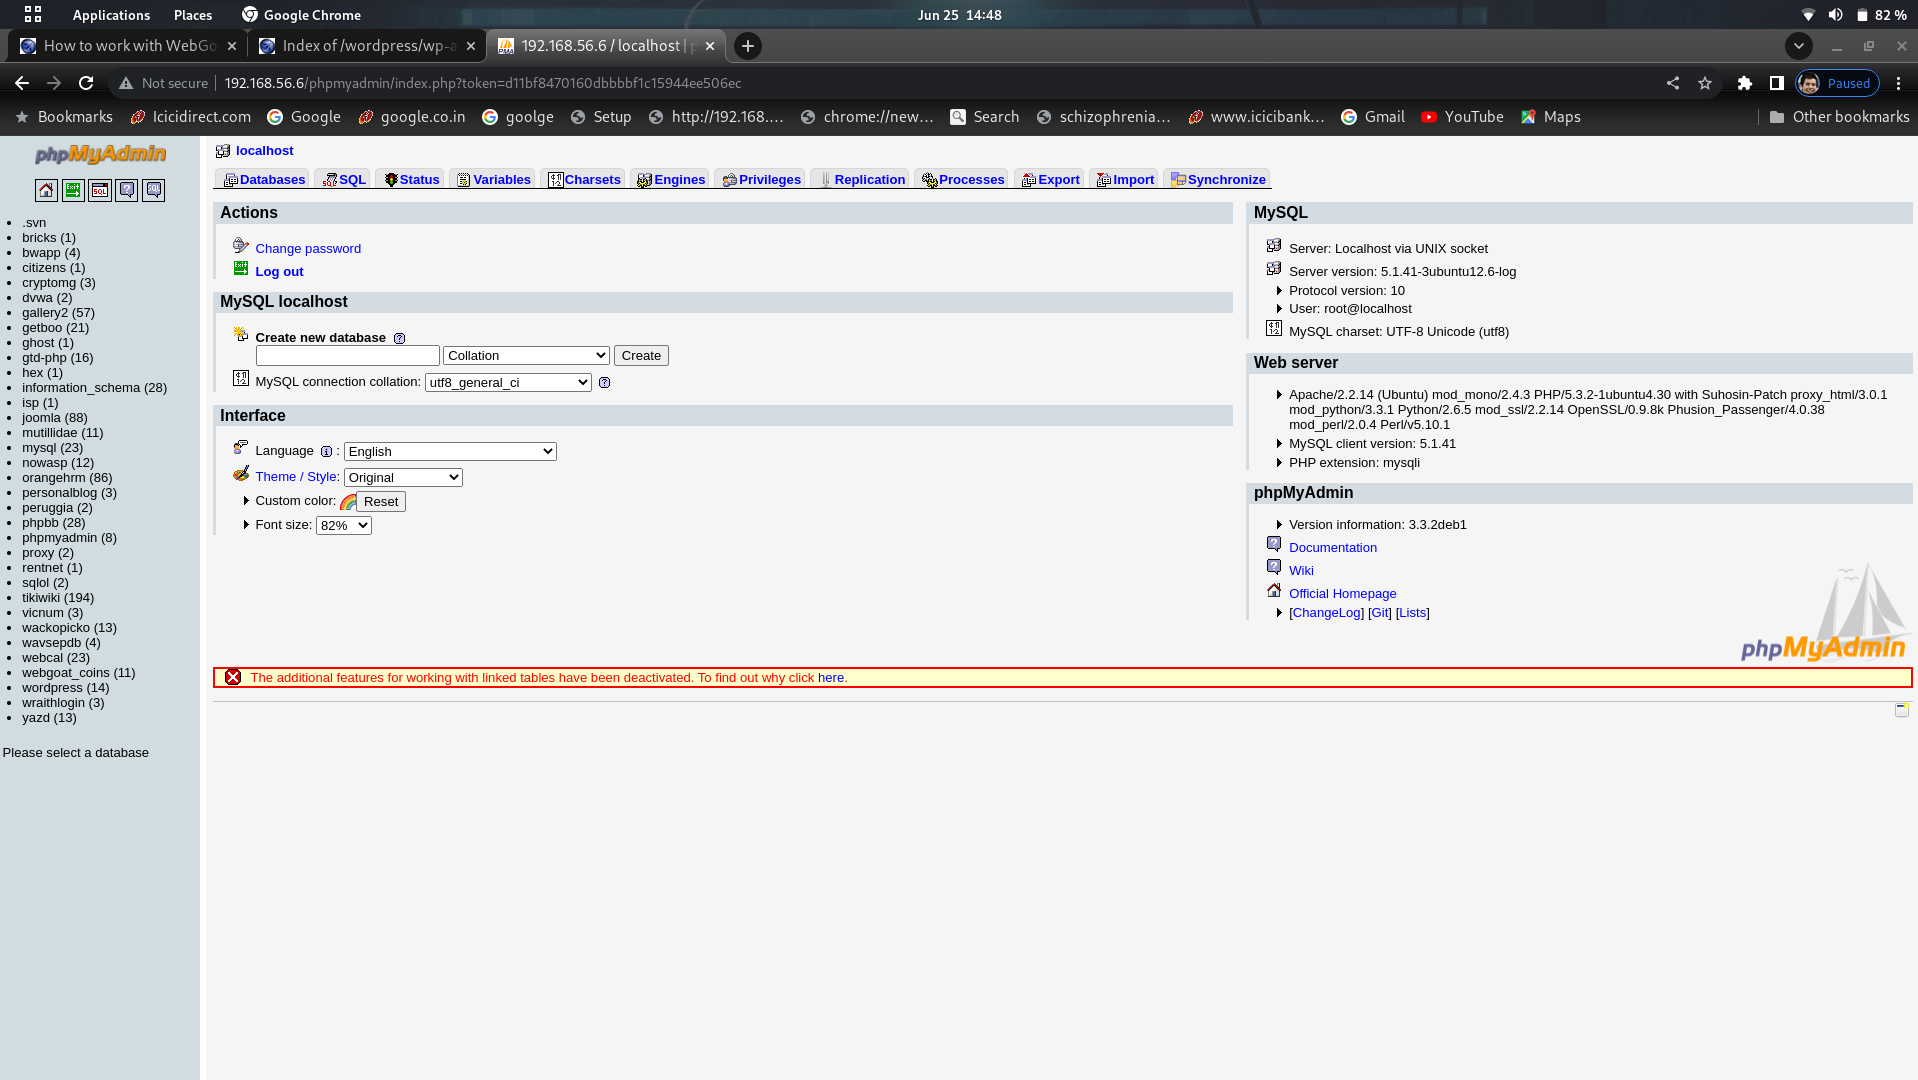 Applications Places Google Chrome Jun 25 14:48 82 %
How to work with WebGo Index of /wordpress/wp-a 192.168.56.6 / localhost | p
Not secure 192.168.56.6/phpmyadmin/index.php?token=d11bf8470160dbbbbf1c15944ee506ec Paused
Bookmarks Icicidirect.com Google google.co.in goolge Setup http://192.168.… chrome://new… Search schizophrenia… www.icicibank… Gmail YouTube Maps Other bookmarks
phpMyAdmin
.svn
bricks (1)
bwapp (4)
citizens (1)
cryptomg (3)
dvwa (2)
gallery2 (57)
getboo (21)
ghost (1)
gtd-php (16)
hex (1)
information_schema (28)
isp (1)
joomla (88)
mutillidae (11)
mysql (23)
nowasp (12)
orangehrm (86)
personalblog (3)
peruggia (2)
phpbb (28)
phpmyadmin (8)
proxy (2)
rentnet (1)
sqlol (2)
tikiwiki (194)
vicnum (3)
wackopicko (13)
wavsepdb (4)
webcal (23)
webgoat_coins (11)
wordpress (14)
wraithlogin (3)
yazd (13)
Please select a database
localhost
Databases SQL Status Variables Charsets Engines Privileges Replication Processes Export Import Synchronize
Actions
Change password
Log out
MySQL localhost
Create new database
Collation Create
MySQL connection collation: utf8_general_ci
Interface
Language : English
Theme / Style: Original
Custom color: Reset
Font size: 82%
MySQL
Server: Localhost via UNIX socket
Server version: 5.1.41-3ubuntu12.6-log
Protocol version: 10
User: root@localhost
MySQL charset: UTF-8 Unicode (utf8)
Web server
Apache/2.2.14 (Ubuntu) mod_mono/2.4.3 PHP/5.3.2-1ubuntu4.30 with Suhosin-Patch proxy_html/3.0.1
mod_python/3.3.1 Python/2.6.5 mod_ssl/2.2.14 OpenSSL/0.9.8k Phusion_Passenger/4.0.38
mod_perl/2.0.4 Perl/v5.10.1
MySQL client version: 5.1.41
PHP extension: mysqli
phpMyAdmin
Version information: 3.3.2deb1
Documentation
Wiki
Official Homepage
[ChangeLog] [Git] [Lists]
phpMyAdmin
The additional features for working with linked tables have been deactivated. To find out why click here.